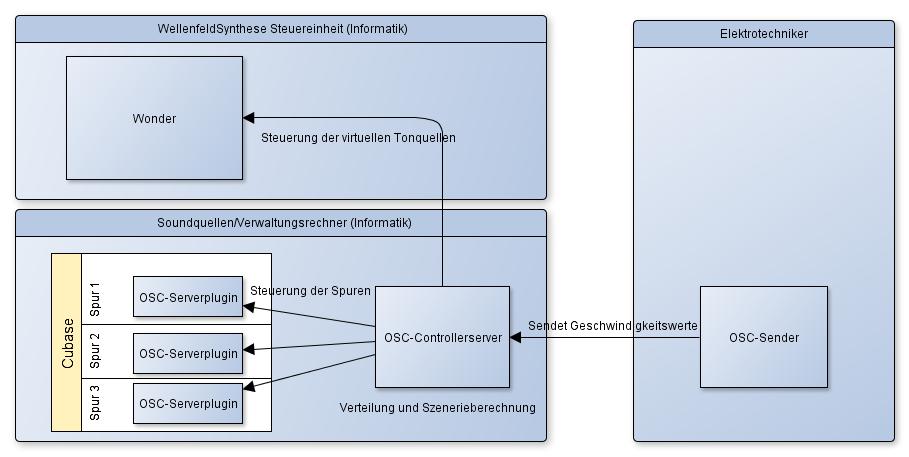 WellenfeldSynthese Steuereinheit (Informatik)
Wonder
Steuerung der virtuellen Tonquellen
Soundquellen/Verwaltungsrechner (Informatik)
Cubase
Spur 1
OSC-Serverplugin
Spur 2
OSC-Serverplugin
Spur 3
OSC-Serverplugin
Steuerung der Spuren
OSC-Controllerserver
Verteilung und Szenerieberechnung
Sendet Geschwindigkeitswerte
Elektrotechniker
OSC-Sender